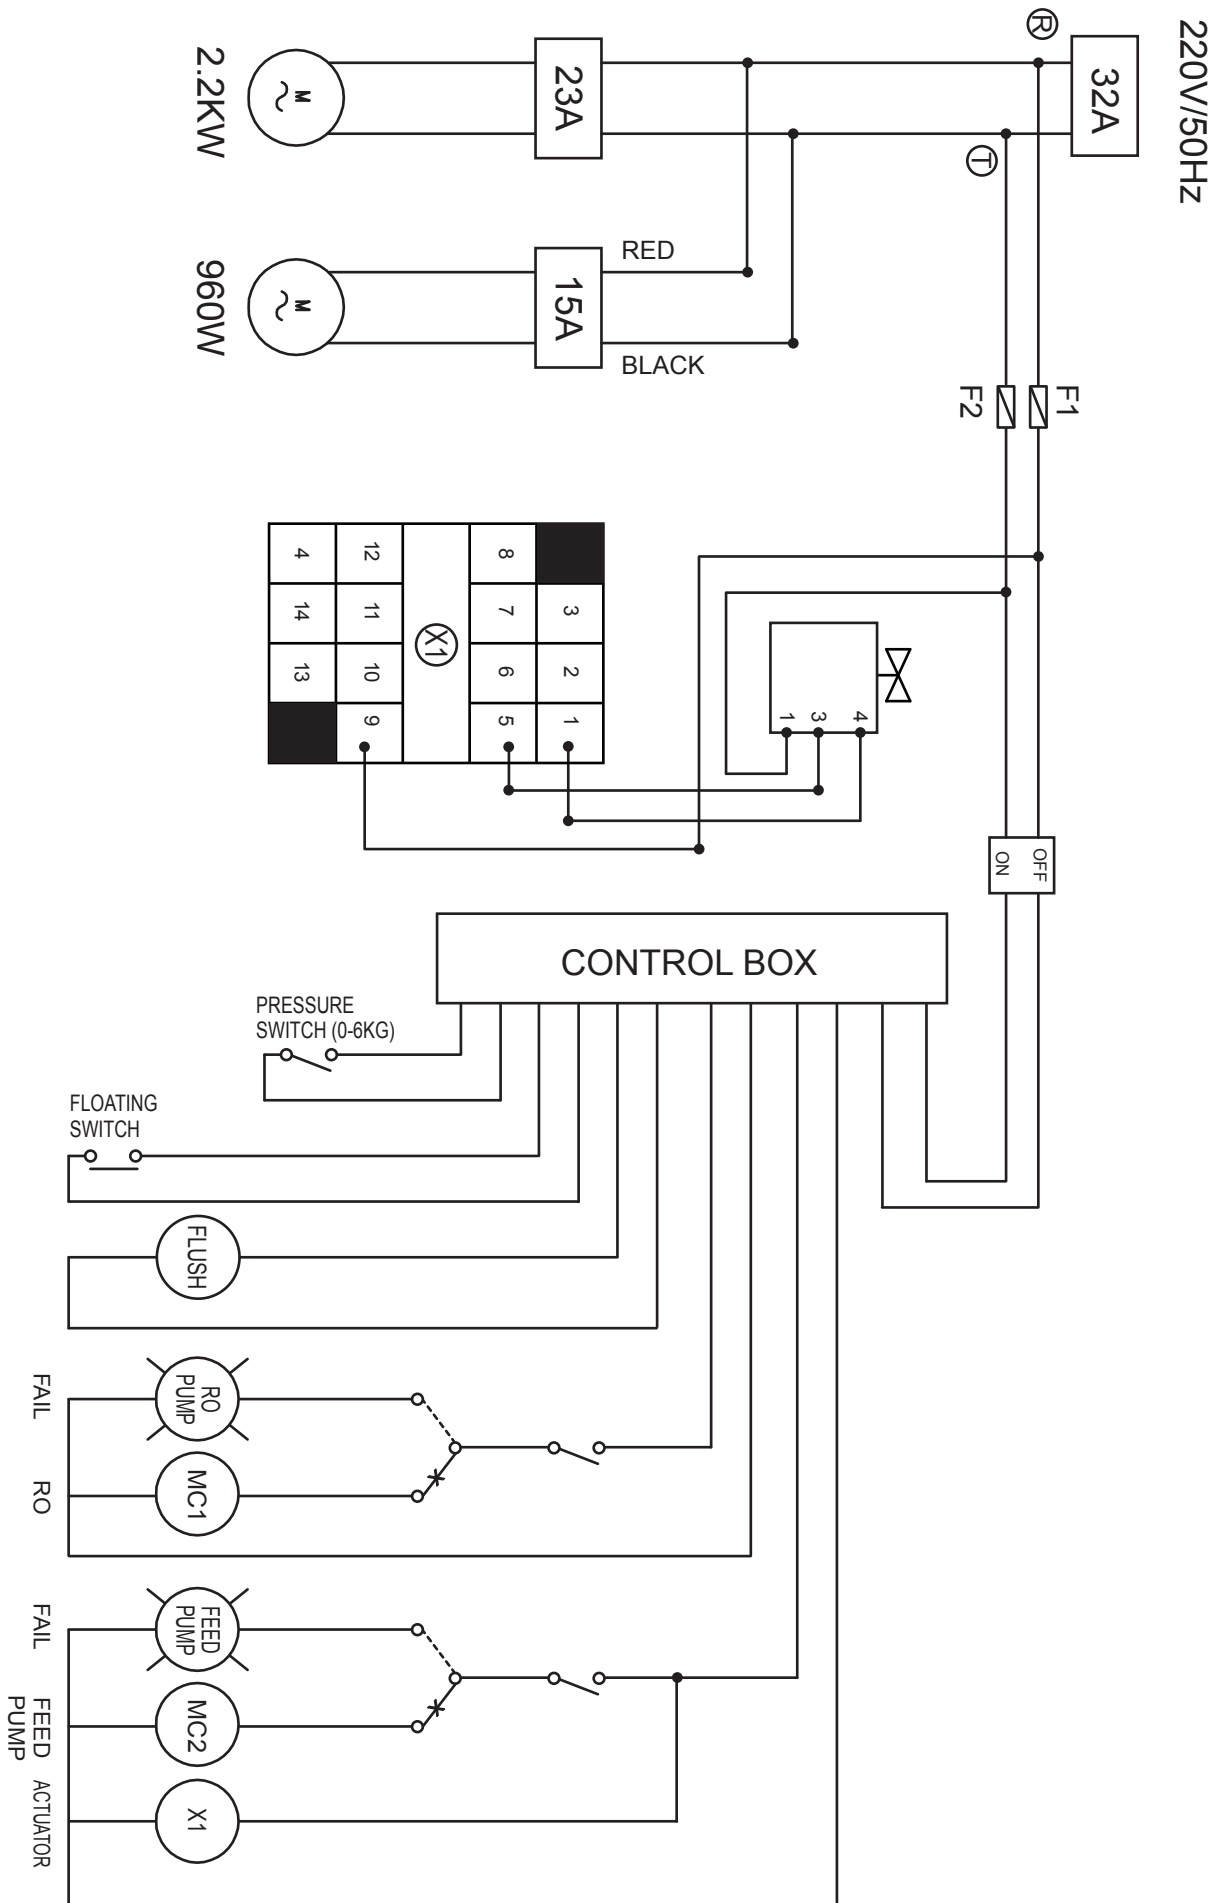 220V/50Hz
R
32A
T
23A
M
2.2KW
RED
15A
BLACK
M
960W
F1
F2
4
12
8
14
11
7
3
X1
13
10
6
2
9
5
1
1
3
4
OFF
ON
CONTROL BOX
PRESSURE
SWITCH (0-6KG)
FLOATING
SWITCH
FLUSH
RO
PUMP
FAIL
MC1
RO
FEED
PUMP
FAIL
MC2
FEED
PUMP
X1
ACTUATOR